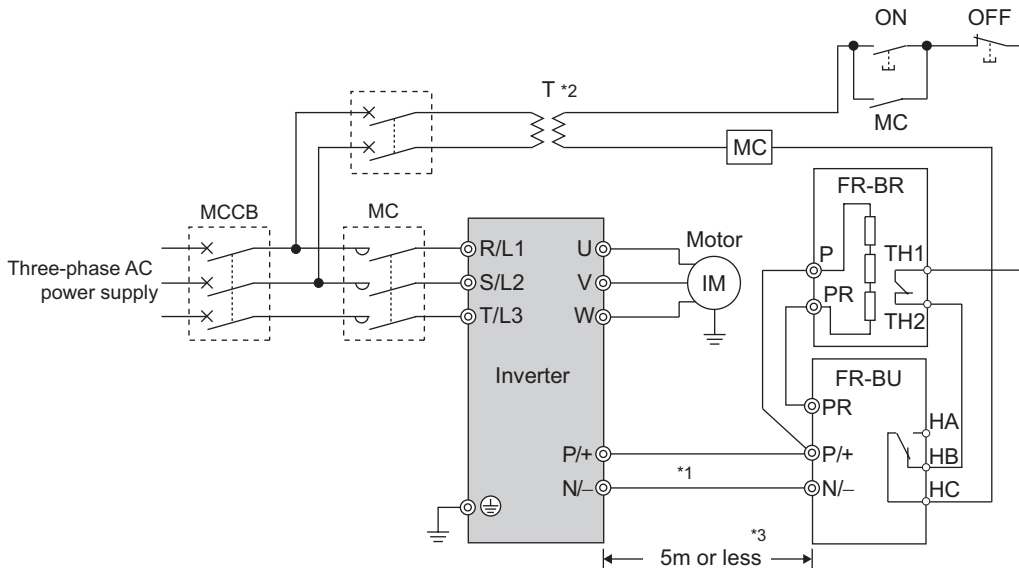 ON
OFF
T *2
MC
MC
FR-BR
MCCB
MC
P
TH1
PR
TH2
Three-phase AC
power supply
R/L1
S/L2
T/L3
U
V
W
Motor
IM
Inverter
FR-BU
PR
HA
P/+
HB
N/–
HC
P/+
N/–
*1
*3
5m or less